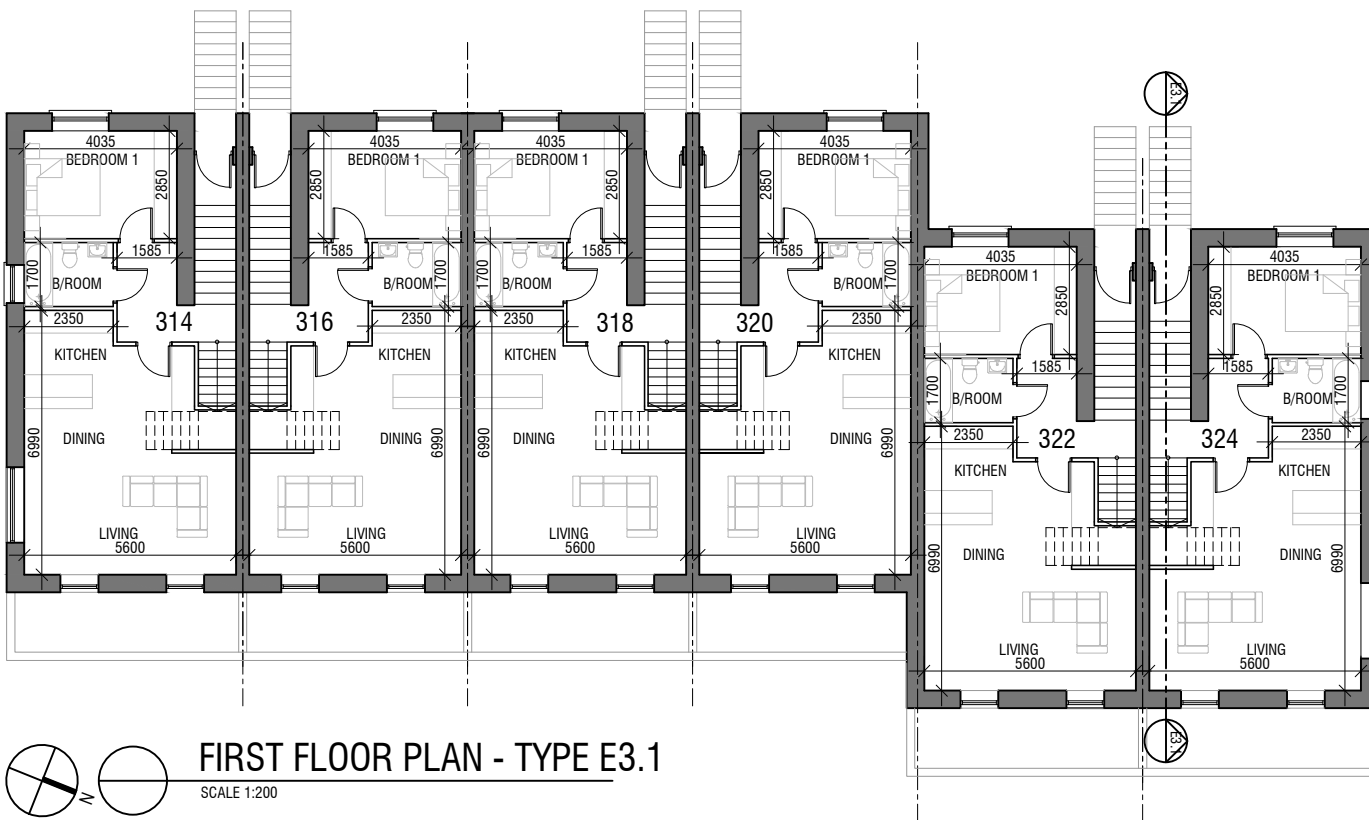 E3.1
4035 4035 4035 4035
BEDROOM 1 BEDROOM 1 BEDROOM 1 BEDROOM 1
2850 2850 2850 2850
1585 1585 1585 1585
1700 B/ROOM B/ROOM 1700 1700 B/ROOM B/ROOM 1700
4035 4035
BEDROOM 1 BEDROOM 1
2850 2850
2350 314 316 2350 2350 318 320 2350
KITCHEN KITCHEN KITCHEN KITCHEN
1585 1585
1700 B/ROOM B/ROOM 1700
6990 DINING DINING 6990 6990 DINING DINING 6990
2350 322 324 2350
KITCHEN KITCHEN
LIVING LIVING LIVING LIVING
5600 5600 5600 5600
6990 DINING DINING 6990
LIVING LIVING
5600 5600
E3.1
N
FIRST FLOOR PLAN - TYPE E3.1
SCALE 1:200